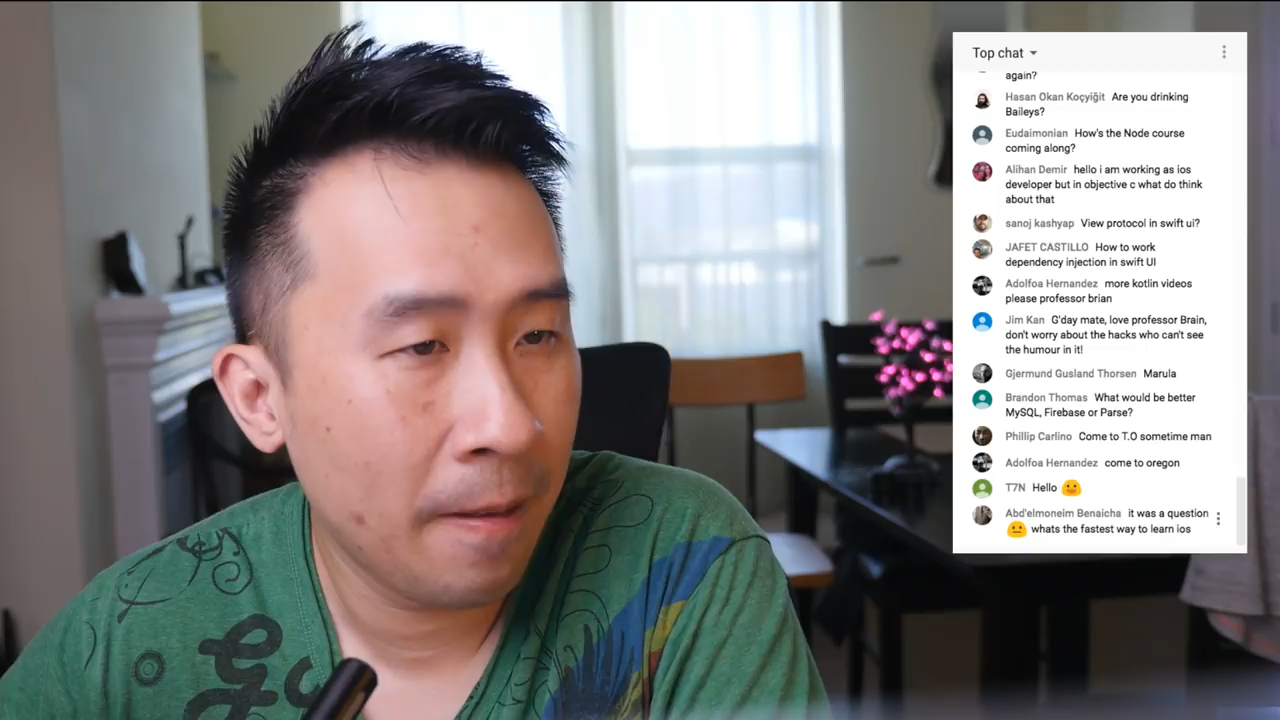 Top chat
again?
Hasan Okan Koçyiğit Are you drinking
Baileys?
Eudaimonian How's the Node course
coming along?
Alihan Demir hello i am working as ios
developer but in objective c what do think
about that
sanoj kashyap View protocol in swift ui?
JAFET CASTILLO How to work
dependency injection in swift UI
Adolfoa Hernandez more kotlin videos
please professor brian
Jim Kan G'day mate, love professor Brain,
don't worry about the hacks who can't see
the humour in it!
Gjermund Gusland Thorsen Marula
Brandon Thomas What would be better
MySQL, Firebase or Parse?
Phillip Carlino Come to T.O sometime man
Adolfoa Hernandez come to oregon
T7N Hello
Abd'elmoneim Benaicha it was a question
whats the fastest way to learn ios